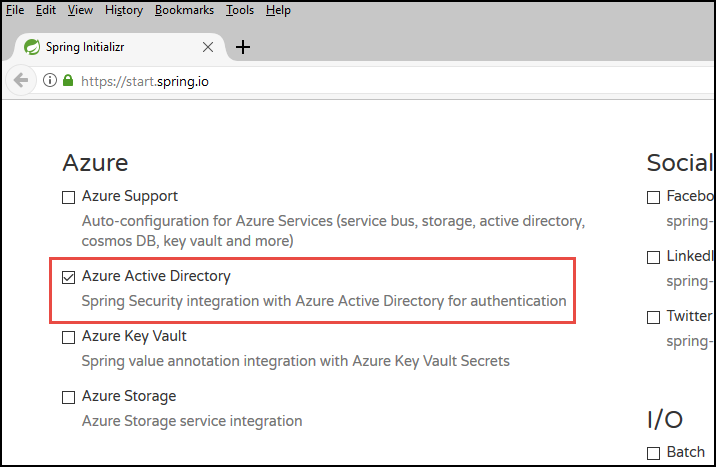 File Edit View History Bookmarks Tools Help
Spring Initializr
https://start.spring.io
Azure
Azure Support
Auto-configuration for Azure Services (service bus, storage, active directory,
cosmos DB, key vault and more)
Azure Active Directory
Spring Security integration with Azure Active Directory for authentication
Azure Key Vault
Spring value annotation integration with Azure Key Vault Secrets
Azure Storage
Azure Storage service integration
Social
Facebo
spring-
LinkedI
spring-
Twitter
spring-
I/O
Batch